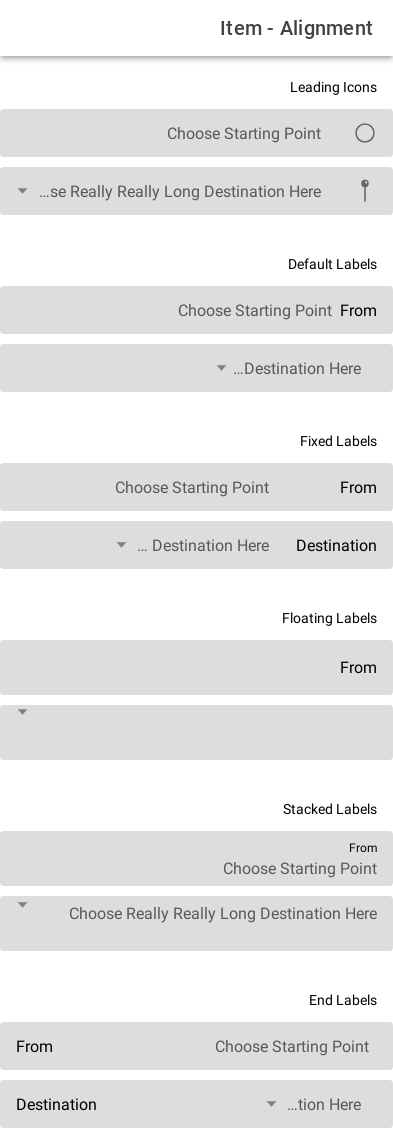 Item - Alignment
Leading Icons
Choose Starting Point
...se Really Really Long Destination Here
Default Labels
From Choose Starting Point
...Destination Here
Fixed Labels
From Choose Starting Point
Destination ... Destination Here
Floating Labels
From
Stacked Labels
From
Choose Starting Point
Choose Really Really Long Destination Here
End Labels
From Choose Starting Point
Destination ...tion Here